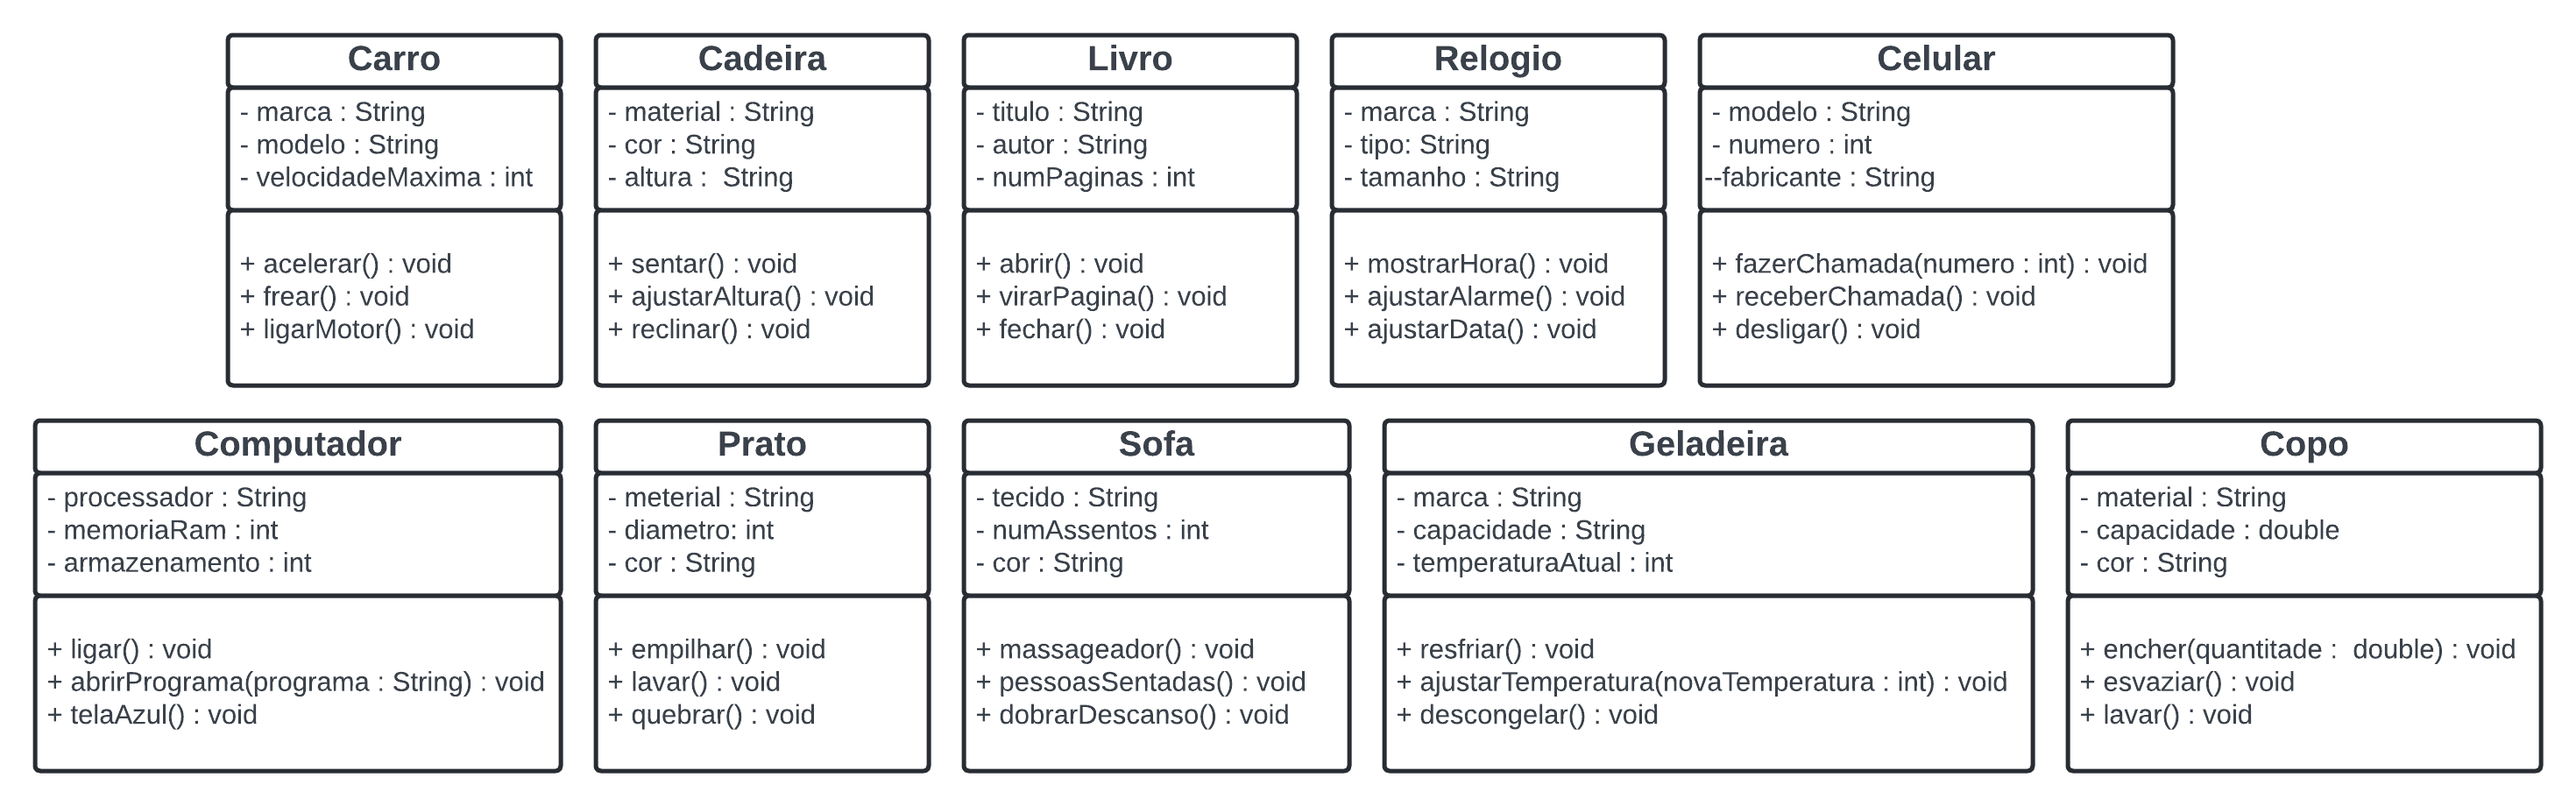 Carro
- marca : String
- modelo : String
- velocidadeMaxima : int
+ acelerar() : void
+ frear() : void
+ ligarMotor() : void
Cadeira
- material : String
- cor : String
- altura :  String
+ sentar() : void
+ ajustarAltura() : void
+ reclinar() : void
Livro
- titulo : String
- autor : String
- numPaginas : int
+ abrir() : void
+ virarPagina() : void
+ fechar() : void
Relogio
- marca : String
- tipo: String
- tamanho : String
+ mostrarHora() : void
+ ajustarAlarme() : void
+ ajustarData() : void
Celular
- modelo : String
- numero : int
--fabricante : String
+ fazerChamada(numero : int) : void
+ receberChamada() : void
+ desligar() : void
Computador
- processador : String
- memoriaRam : int
- armazenamento : int
+ ligar() : void
+ abrirPrograma(programa : String) : void
+ telaAzul() : void
Prato
- meterial : String
- diametro: int
- cor : String
+ empilhar() : void
+ lavar() : void
+ quebrar() : void
Sofa
- tecido : String
- numAssentos : int
- cor : String
+ massageador() : void
+ pessoasSentadas() : void
+ dobrarDescanso() : void
Geladeira
- marca : String
- capacidade : String
- temperaturaAtual : int
+ resfriar() : void
+ ajustarTemperatura(novaTemperatura : int) : void
+ descongelar() : void
Copo
- material : String
- capacidade : double
- cor : String
+ encher(quantitade :  double) : void
+ esvaziar() : void
+ lavar() : void